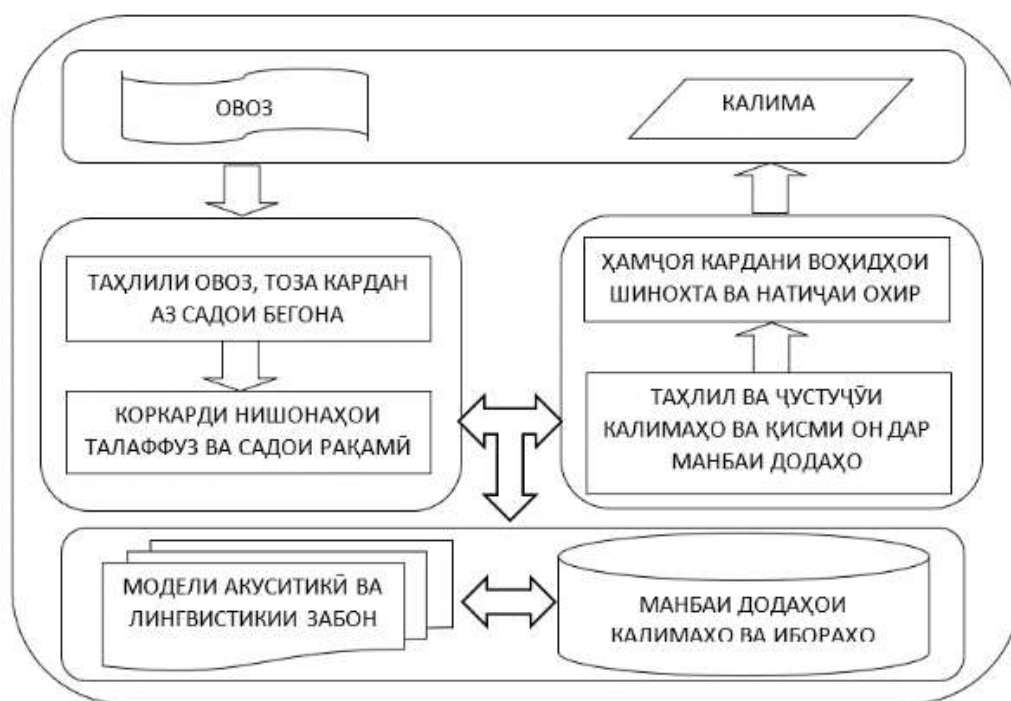 ОВОЗ
КАЛИМА
ТАҲЛИЛИ ОВОЗ, ТОЗА КАРДАН
АЗ САДОИ БЕГОНА
КОРКАРДИ НИШОНАҲОИ
ТАЛАФФУЗ ВА САДОИ РАҚАМӢ
ҲАМҶОЯ КАРДАНИ ВОҲИДҲОИ
ШИНОХТА ВА НАТИҶАИ ОХИР
ТАҲЛИЛ ВА ҶУСТУҶӮИ
КАЛИМАҲО ВА ҚИСМИ ОН ДАР
МАНБАИ ДОДАҲО
МОДЕЛИ АКУСИТИКӢ ВА
ЛИНГВИСТИКИИ ЗАБОН
МАНБАИ ДОДАҲОИ
КАЛИМАҲО ВА ИБОРАҲО